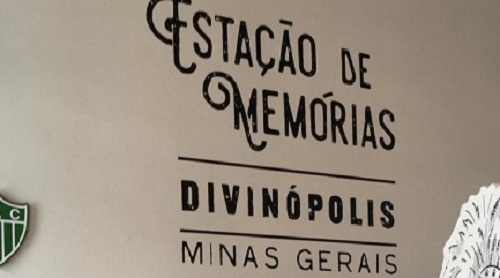 Estação de
Memórias
DIVINÓPOLIS
MINAS GERAIS
C